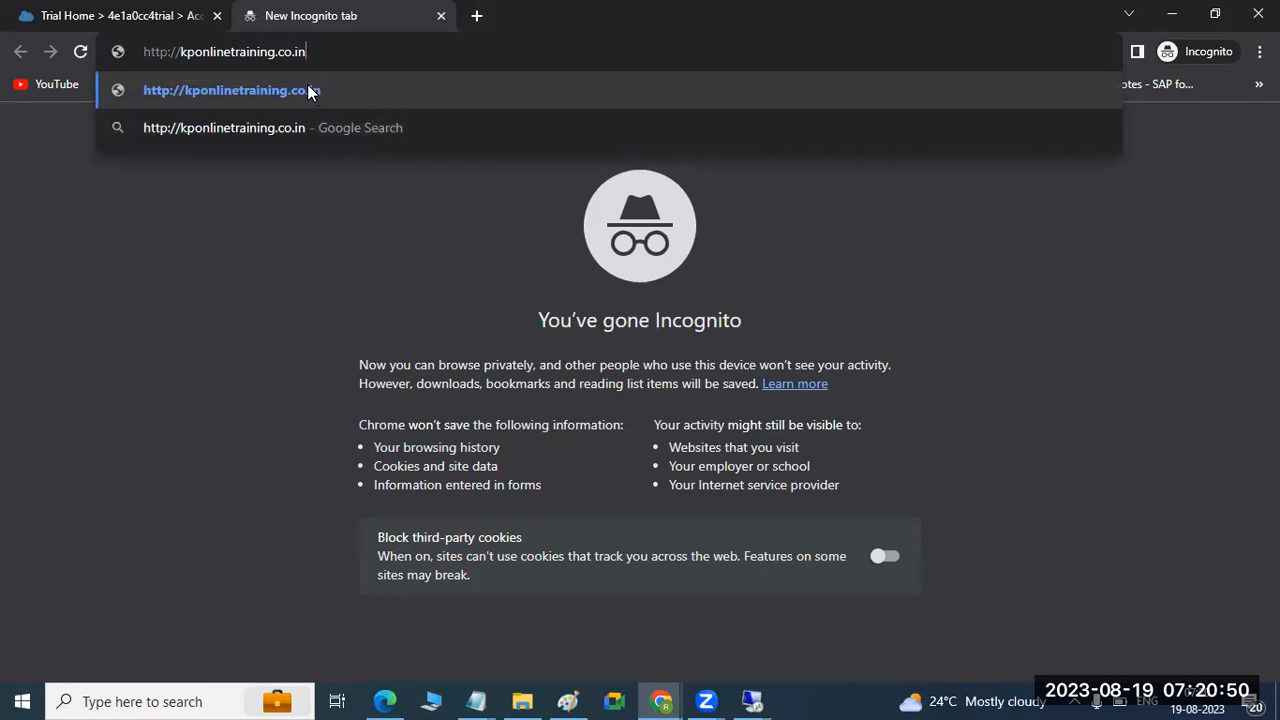 Trial Home > 4e1a0cc4trial > Acc
New Incognito tab
http://kponlinetraining.co.in
Incognito
YouTube
http://kponlinetraining.co.in
otes - SAP fo...
http://kponlinetraining.co.in - Google Search
You've gone Incognito
Now you can browse privately, and other people who use this device won't see your activity.
However, downloads, bookmarks and reading list items will be saved. Learn more
Chrome won't save the following information:
Your browsing history
Cookies and site data
Information entered in forms
Your activity might still be visible to:
Websites that you visit
Your employer or school
Your Internet service provider
Block third-party cookies
When on, sites can't use cookies that track you across the web. Features on some
sites may break.
Type here to search
24°C Mostly cloudy
ENG
2023-08-19 07:20:50
19-08-2023
20